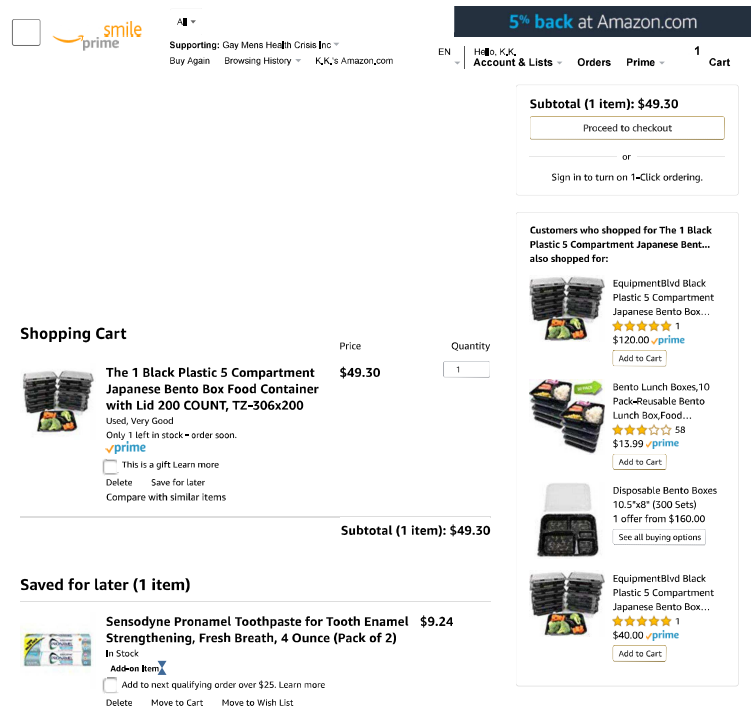 smile
prime
All
5% back at Amazon.com
Supporting: Gay Mens Health Crisis Inc
Buy Again Browsing History K.K.'s Amazon.com
EN
Hello, K.K.
Account & Lists Orders Prime
1
Cart
Subtotal (1 item): $49.30
Proceed to checkout
or
Sign in to turn on 1-Click ordering.
Customers who shopped for The 1 Black
Plastic 5 Compartment Japanese Bent...
also shopped for:
EquipmentBlvd Black
Plastic 5 Compartment
Japanese Bento Box...
1
$120.00 prime
Add to Cart
Bento Lunch Boxes,10
Pack-Reusable Bento
Lunch Box,Food...
58
$13.99 prime
Add to Cart
Disposable Bento Boxes
10.5"x8" (300 Sets)
1 offer from $160.00
See all buying options
EquipmentBlvd Black
Plastic 5 Compartment
Japanese Bento Box...
1
$40.00 prime
Add to Cart
Shopping Cart
Price Quantity
The 1 Black Plastic 5 Compartment
Japanese Bento Box Food Container
with Lid 200 COUNT, TZ-306x200
$49.30
1
Used, Very Good
Only 1 left in stock - order soon.
prime
This is a gift Learn more
Delete Save for later
Compare with similar items
Subtotal (1 item): $49.30
Saved for later (1 item)
Sensodyne Pronamel Toothpaste for Tooth Enamel
Strengthening, Fresh Breath, 4 Ounce (Pack of 2)
$9.24
In Stock
Add-on Item
Add to next qualifying order over $25. Learn more
Delete Move to Cart Move to Wish List